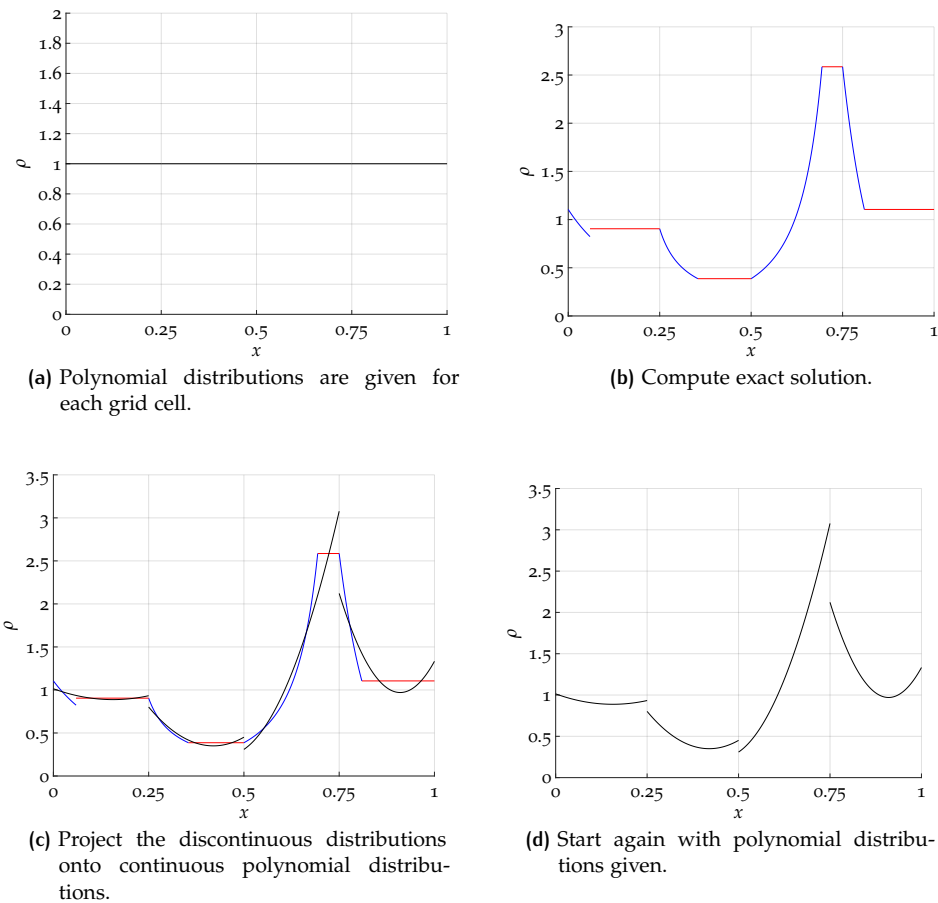 2
1.8
1.6
1.4
1.2
1
0.8
0.6
0.4
0.2
0
ρ
0 0.25 0.5 0.75 1
x
(a) Polynomial distributions are given for
each grid cell.
3
2.5
2
1.5
1
0.5
0
ρ
0 0.25 0.5 0.75 1
x
(b) Compute exact solution.
3.5
3
2.5
2
1.5
1
0.5
0
ρ
0 0.25 0.5 0.75 1
x
(c) Project the discontinuous distributions
onto continuous polynomial distribu-
tions.
3.5
3
2.5
2
1.5
1
0.5
0
ρ
0 0.25 0.5 0.75 1
x
(d) Start again with polynomial distribu-
tions given.